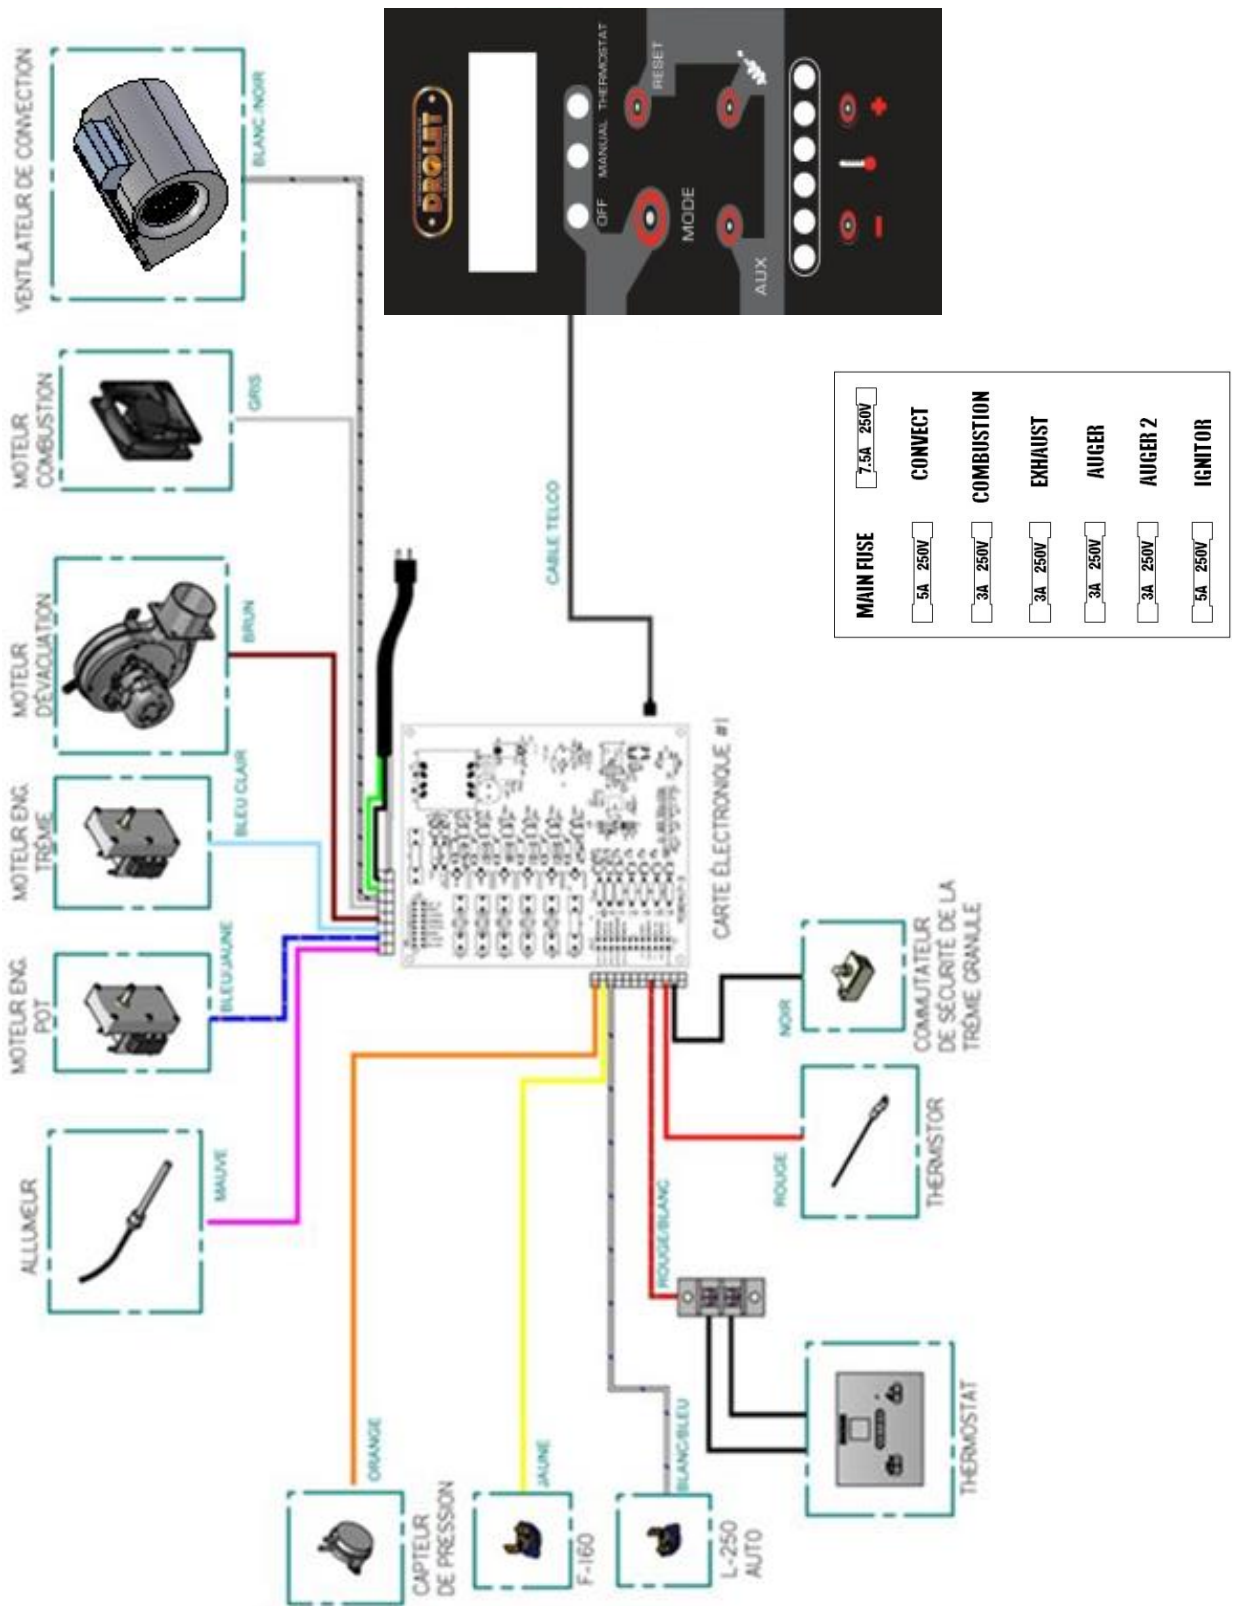 VENTILATEUR DE CONVECTION
BLANC/NOIR
MOTEUR
COMBUSTION
GRIS
MOTEUR
D'ÉVACUATION
BRUN
MOTEUR ENG.
TRÉMIE
BLEU CLAIR
MOTEUR ENG.
POT
BLEU/JAUNE
ALLUMEUR
MAUVE
DROLET
OFF MANUAL THERMOSTAT
MODE
RESET
AUX
- +
CABLE TELCO
CARTE ÉLECTRONIQUE #1
MAIN FUSE 7.5A 250V
5A 250V CONVECT
3A 250V COMBUSTION
3A 250V EXHAUST
3A 250V AUGER
3A 250V AUGER 2
5A 250V IGNITOR
NOIR
COMMUTATEUR
DE SÉCURITÉ DE LA
TRÉMIE GRANULE
ROUGE
THERMISTOR
ROUGE/BLANC
THERMOSTAT
ORANGE
CAPTEUR
DE PRESSION
JAUNE
F-160
BLANC/BLEU
L-250
AUTO